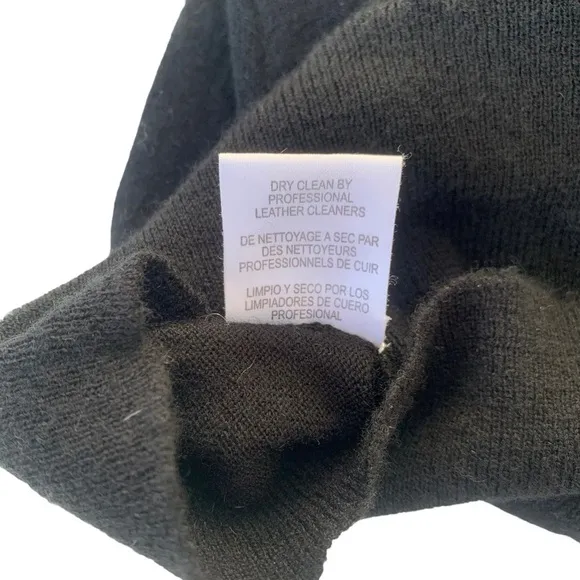 DRY CLEAN BY
PROFESSIONAL
LEATHER CLEANERS
DE NETTOYAGE A SEC PAR
DES NETTOYEURS
PROFESSIONNELS DE CUIR
LIMPIO Y SECO POR LOS
LIMPIADORES DE CUERO
PROFESIONAL